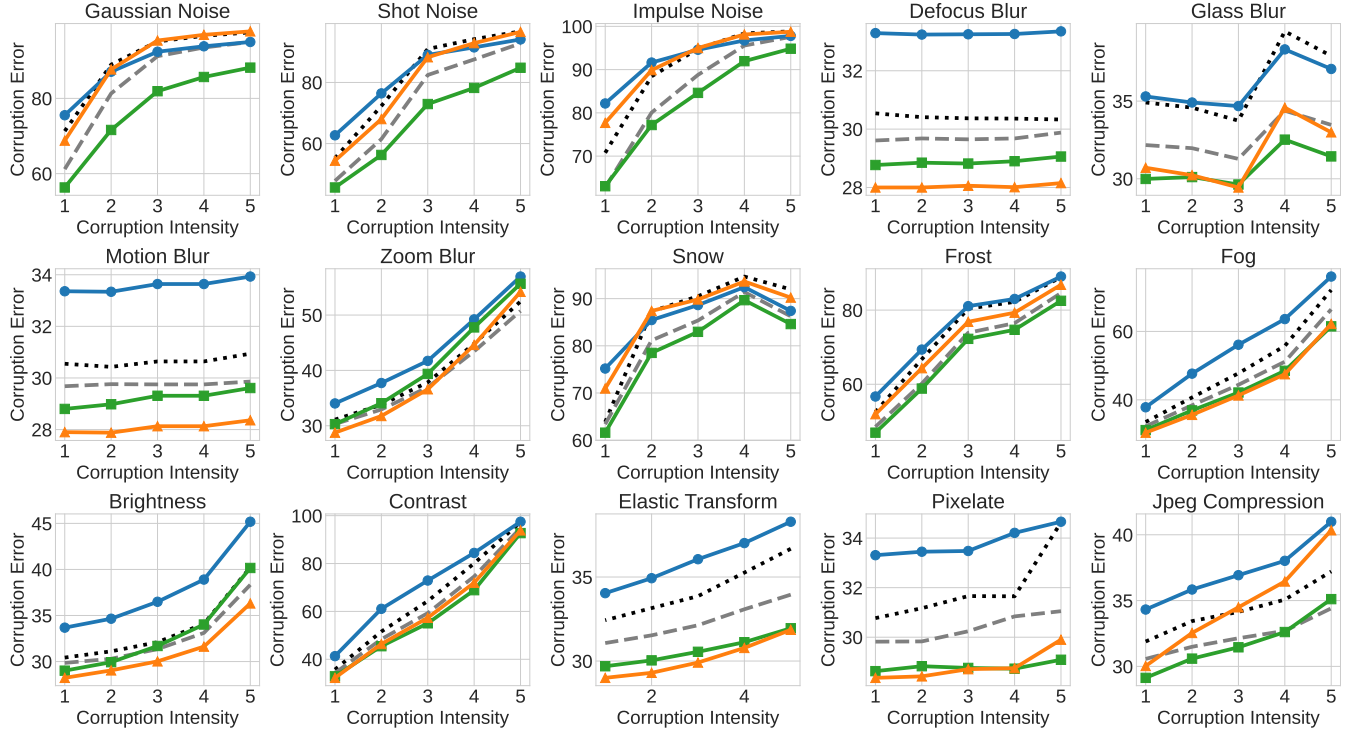 Gaussian Noise Shot Noise Impulse Noise Defocus Blur Glass Blur
Corruption Error Corruption Error Corruption Error Corruption Error Corruption Error
80 60
80 60
100 90 80 70
32 30 28
35 30
1 2 3 4 5 1 2 3 4 5 1 2 3 4 5 1 2 3 4 5 1 2 3 4 5
Corruption Intensity Corruption Intensity Corruption Intensity Corruption Intensity Corruption Intensity
Motion Blur Zoom Blur Snow Frost Fog
Corruption Error Corruption Error Corruption Error Corruption Error Corruption Error
34 32 30 28
50 40 30
90 80 70 60
80 60
60 40
1 2 3 4 5 1 2 3 4 5 1 2 3 4 5 1 2 3 4 5 1 2 3 4 5
Corruption Intensity Corruption Intensity Corruption Intensity Corruption Intensity Corruption Intensity
Brightness Contrast Elastic Transform Pixelate Jpeg Compression
Corruption Error Corruption Error Corruption Error Corruption Error Corruption Error
45 40 35 30
100 80 60 40
35 30
34 32 30
40 35 30
1 2 3 4 5 1 2 3 4 5 2 4 1 2 3 4 5 1 2 3 4 5
Corruption Intensity Corruption Intensity Corruption Intensity Corruption Intensity Corruption Intensity